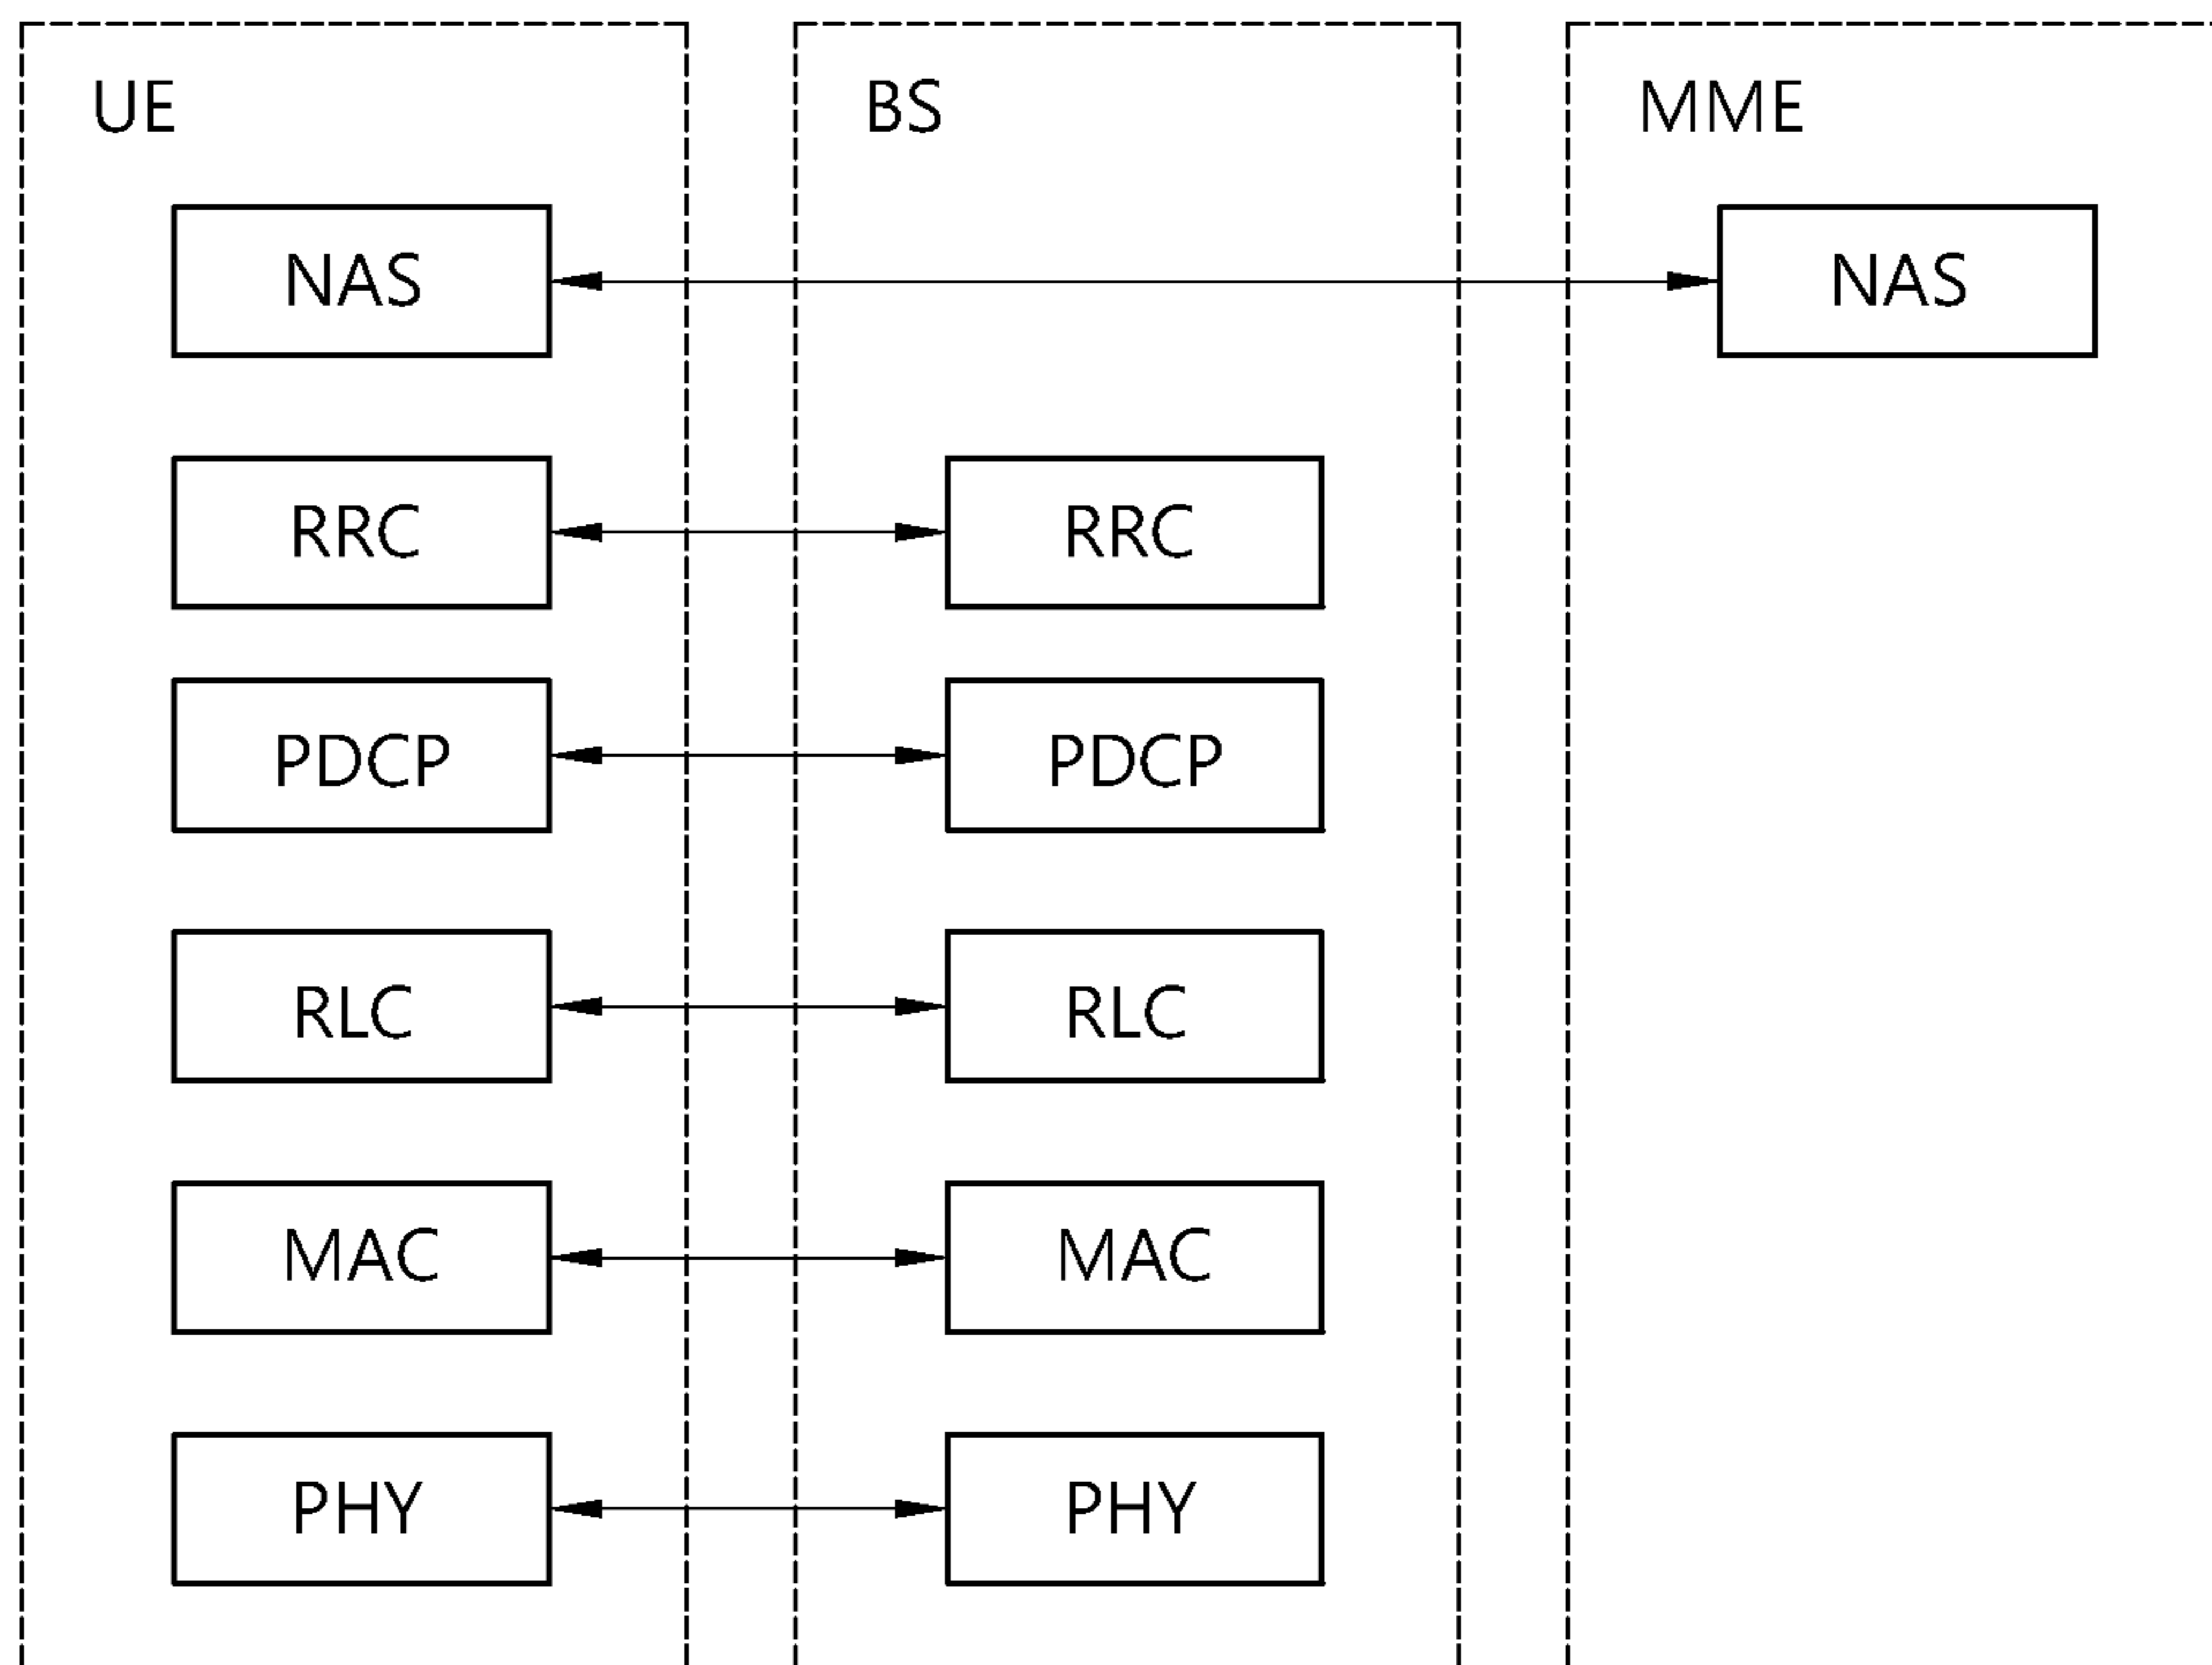 UE BS MME
NAS NAS
RRC RRC
PDCP PDCP
RLC RLC
MAC MAC
PHY PHY